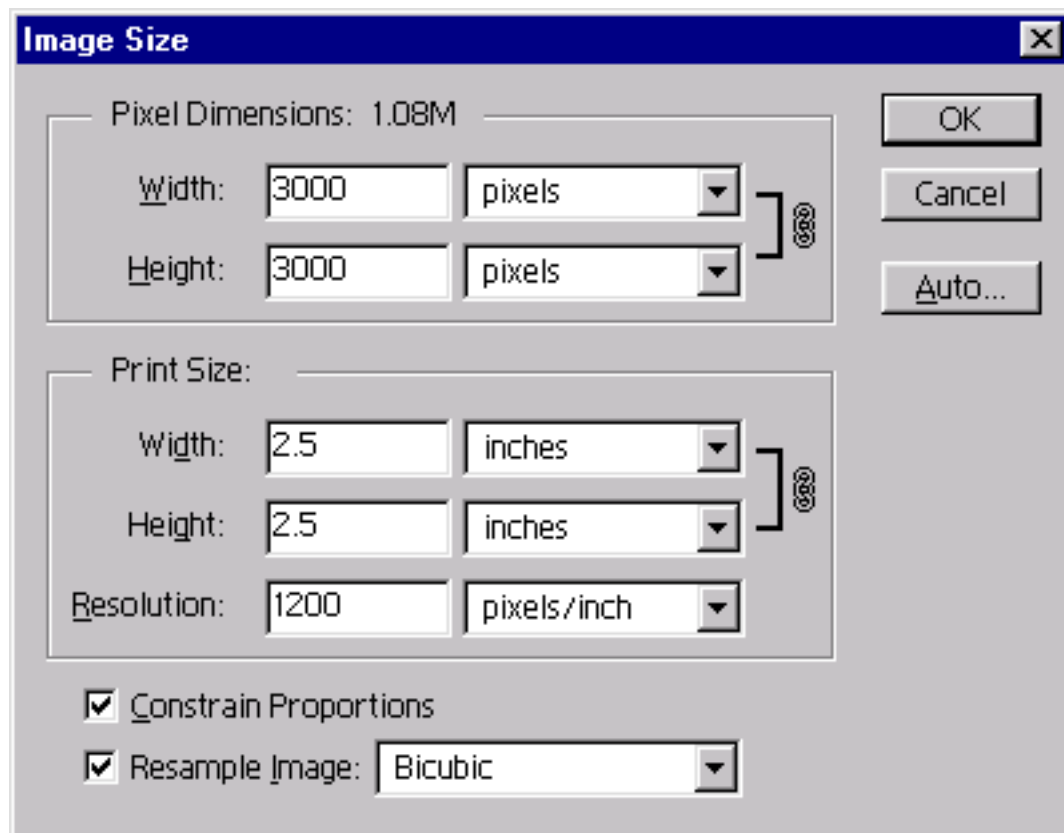 Image Size
Pixel Dimensions: 1.08M
Width: 3000 pixels
Height: 3000 pixels
OK
Cancel
Auto...
Print Size:
Width: 2.5 inches
Height: 2.5 inches
Resolution: 1200 pixels/inch
Constrain Proportions
Resample Image: Bicubic